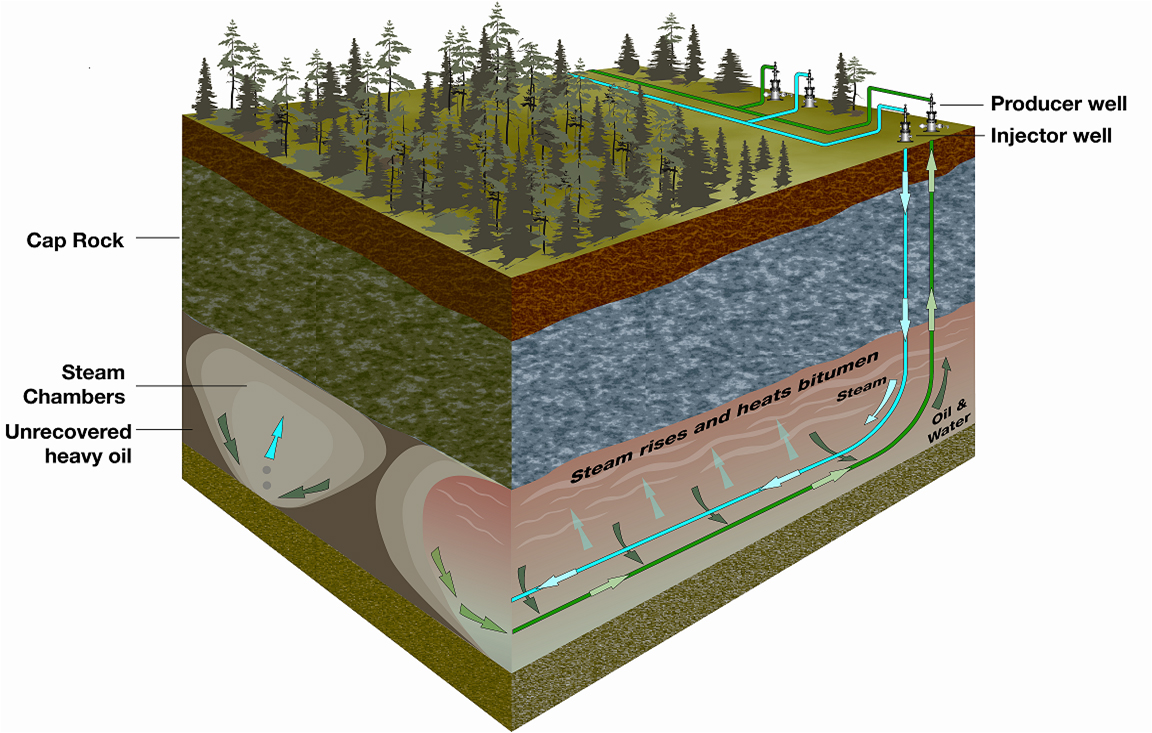 Producer well
Injector well
Cap Rock
Steam
Chambers
Unrecovered
heavy oil
Steam rises and heats bitumen
Steam
Oil &
Water